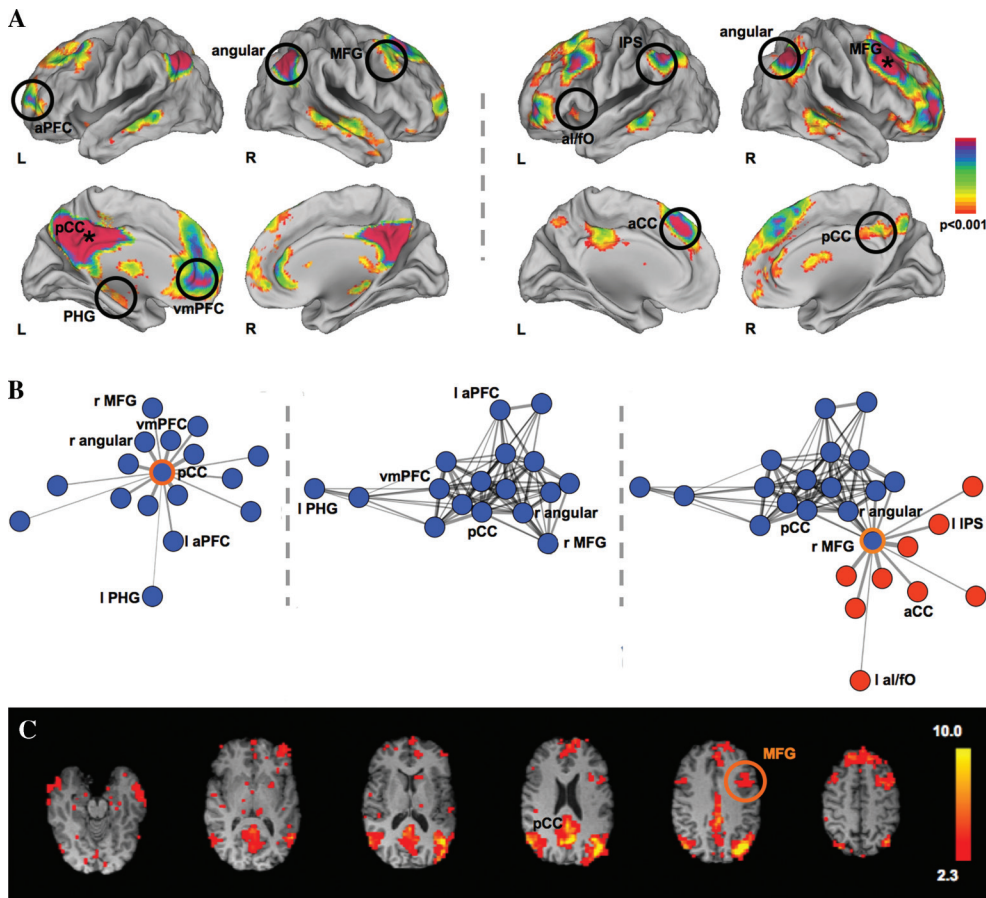 A
angular
MFG
aPFC
L
R
IPS
aI/fO
angular
MFG
*
L
R
p<0.001
pCC
*
PHG
vmPFC
L
R
aCC
pCC
L
R
B
r MFG
vmPFC
r angular
pCC
l aPFC
l PHG
l aPFC
vmPFC
l PHG
r angular
pCC
r MFG
r angular
pCC
r MFG
l IPS
aCC
l aI/fO
C
pCC
MFG
10.0
2.3